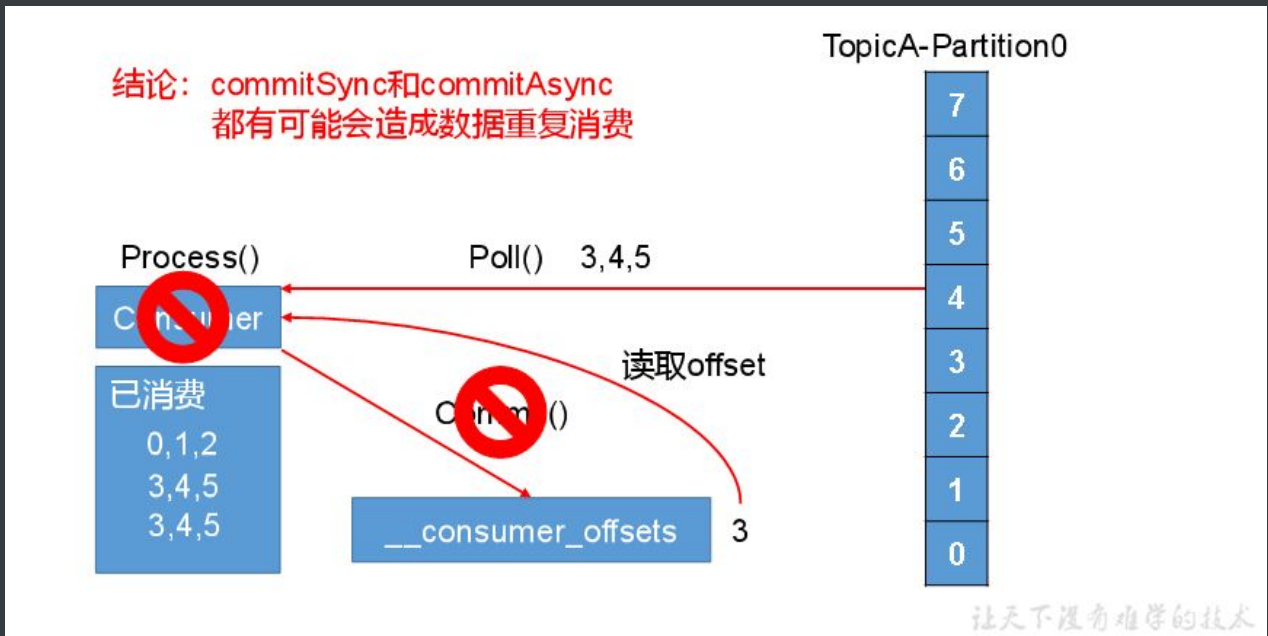 TopicA-Partition0
结论：commitSync和commitAsync
都有可能会造成数据重复消费
7
6
5
4
3
2
1
0
Process()
Poll() 3,4,5
Consumer
读取offset
Commit()
已消费
0,1,2
3,4,5
3,4,5
__consumer_offsets
3
让天下没有难学的技术